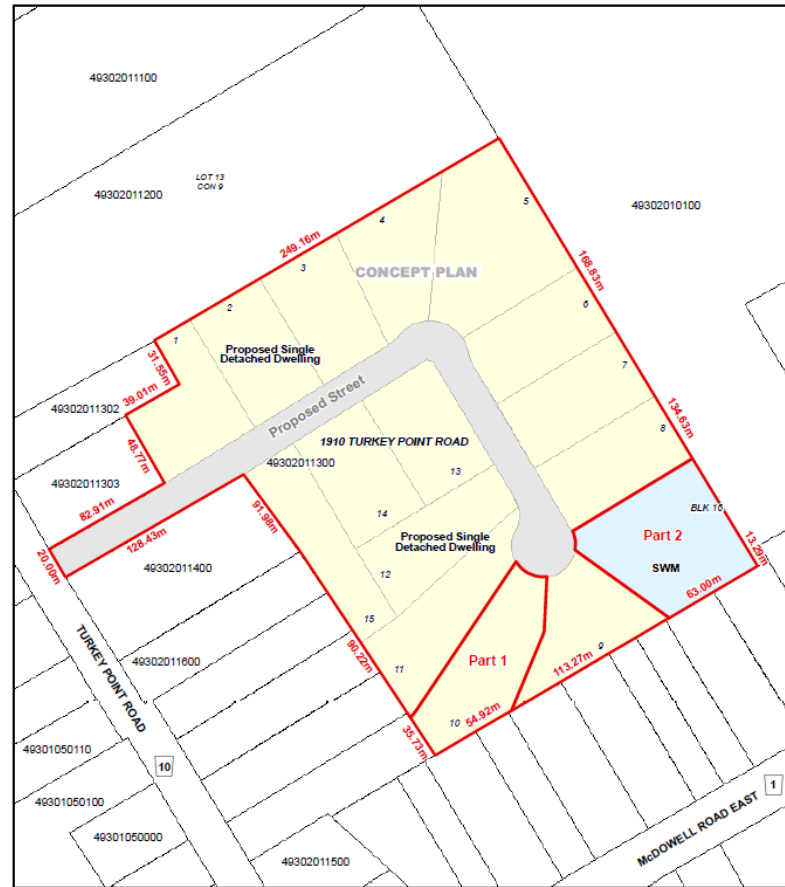 49302011100
LOT 13
CON 9
49302011200
49302010100
5
4
249.16m
3
CONCEPT PLAN
168.83m
2
6
1
Proposed Single
Detached Dwelling
31.55m
7
39.01m
49302011302
Proposed Street
134.63m
8
48.77m
1910 TURKEY POINT ROAD
49302011300
13
49302011303
82.91m
91.98m
14
BLK 16
128.43m
Part 2
Proposed Single
Detached Dwelling
20.00m
13.29m
49302011400
SWM
12
63.00m
15
TURKEY POINT ROAD
90.22m
9
49302011600
11
Part 1
113.27m
10
54.92m
35.73m
49301050110
10
1
49301050100
McDOWELL ROAD EAST
49301050000
49302011500